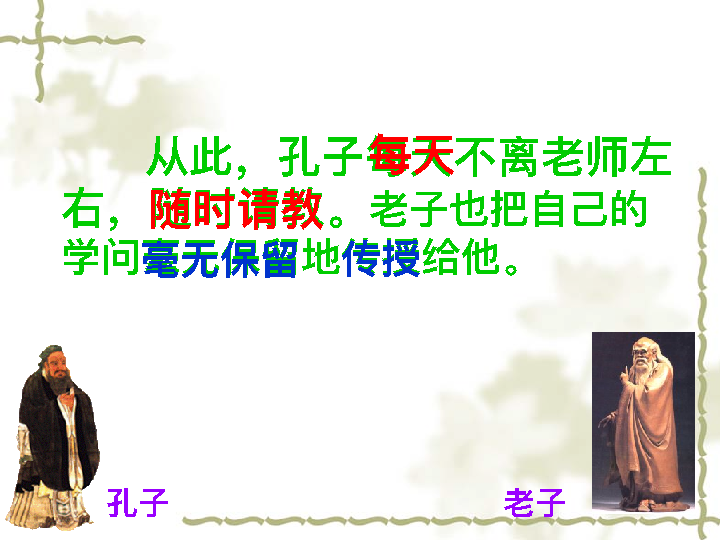 从此，孔子每天不离老师左
右，随时请教。老子也把自己的
学问毫无保留地传授给他。
孔子
老子